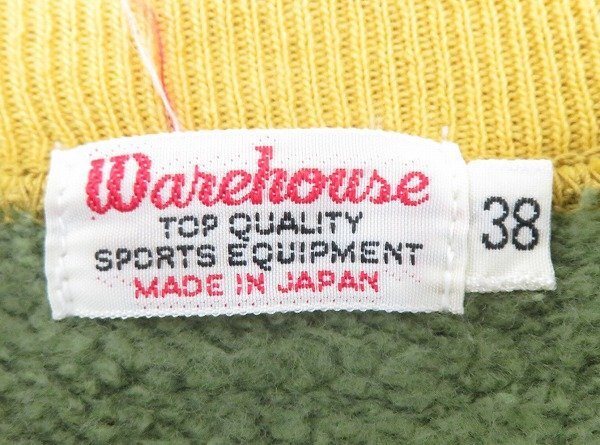 Warehouse
TOP QUALITY
SPORTS EQUIPMENT
MADE IN JAPAN
38